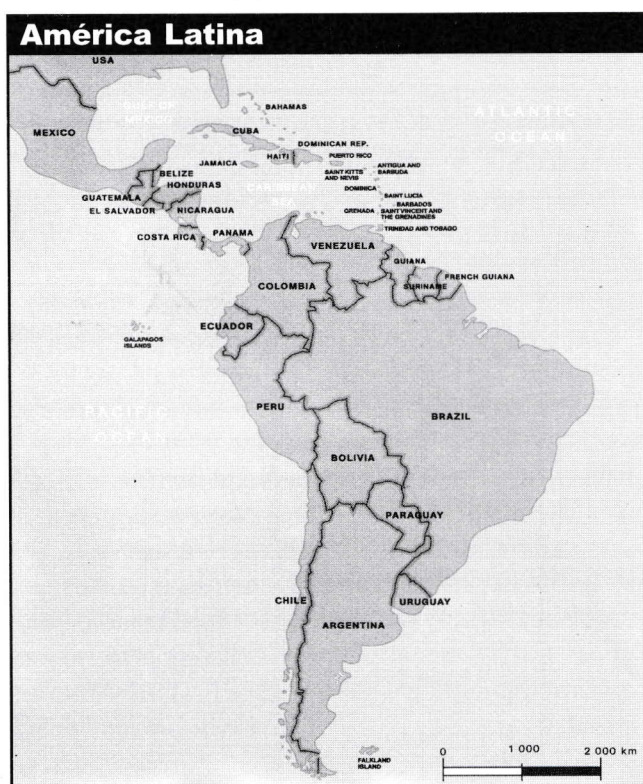 América Latina
USA
GULF OF
MEXICO
BAHAMAS
ATLANTIC
OCEAN
MEXICO
CUBA
DOMINICAN REP.
HAITI
PUERTO RICO
JAMAICA
SAINT KITTS
AND NEVIS
ANTIGUA AND
BARBUDA
BELIZE
HONDURAS
CARIBBEAN
SEA
DOMINICA
SAINT LUCÍA
GUATEMALA
EL SALVADOR
NICARAGUA
GRENADA
BARBADOS
SAINT VINCENT AND
THE GRENADINES
TRINIDAD AND TOBAGO
COSTA RICA
PANAMA
VENEZUELA
GUIANA
FRENCH GUIANA
SURINAME
COLOMBIA
ECUADOR
GALAPAGOS
ISLANDS
PACIFIC
OCEAN
PERU
BRAZIL
BOLIVIA
PARAGUAY
CHILE
URUGUAY
ARGENTINA
FALKLAND
ISLAND
0 1 000 2 000 km